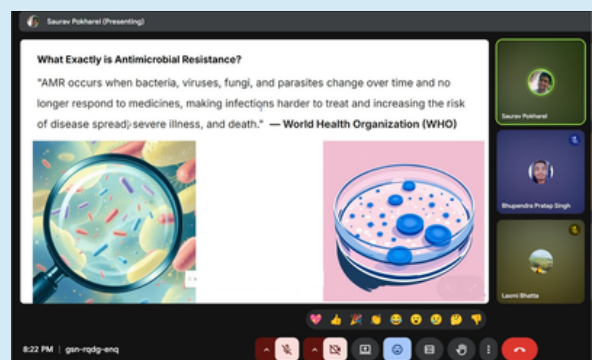 Saurav Pokharel (Presenting)
What Exactly is Antimicrobial Resistance?
"AMR occurs when bacteria, viruses, fungi, and parasites change over time and no
longer respond to medicines, making infections harder to treat and increasing the risk
of disease spread, severe illness, and death." — World Health Organization (WHO)
Saurav Pokharel
Bhupendra Pratap Singh
Laxmi Bhatta
8:22 PM | gsn-rqdg-enq